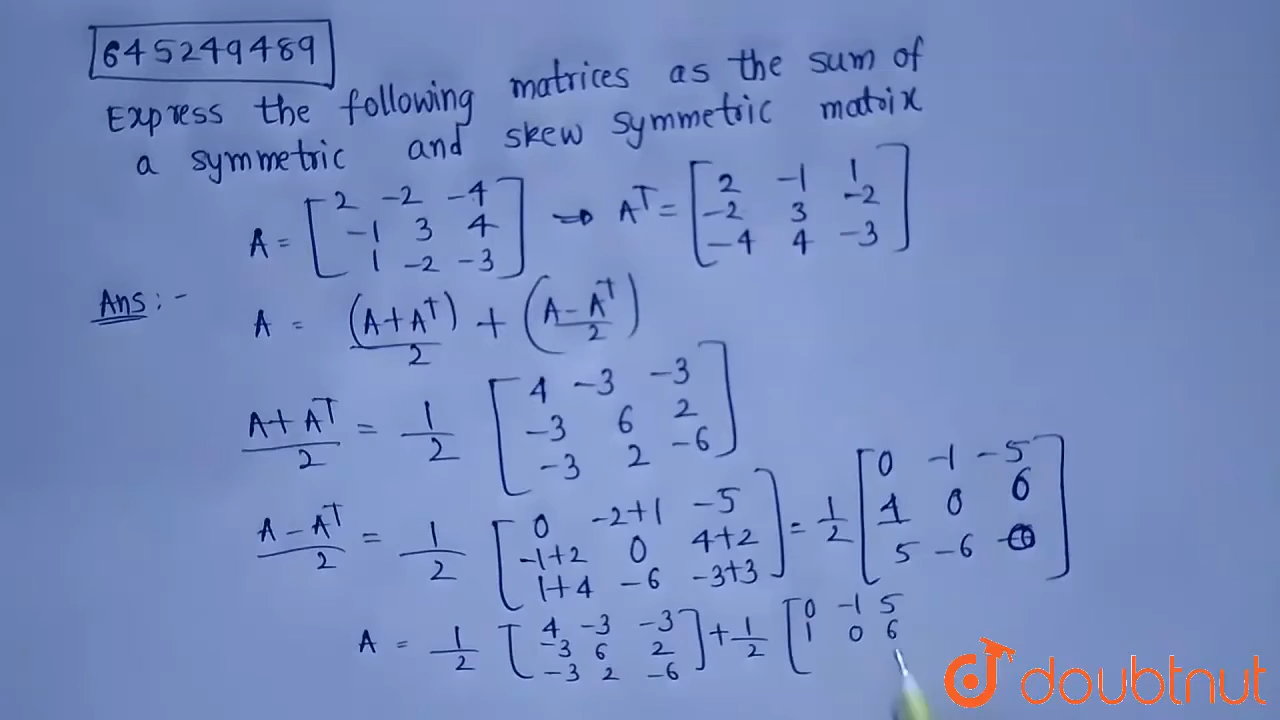 645249489
Express the following matrices as the sum of
a symmetric and skew symmetric matrix
A = [2 -2 -4; -1 3 4; 1 -2 -3] ⇒ A^T = [2 -1 1; -2 3 -2; -4 4 -3]
Ans :-
A = (A+A^T)/2 + (A-A^T/2)
A+A^T/2 = 1/2 [4 -3 -3; -3 6 2; -3 2 -6]
A-A^T/2 = 1/2 [0 -2+1 -5; -1+2 0 4+2; 1+4 -6 -3+3] = 1/2 [0 -1 -5; 1 0 6; 5 -6 0]
A = 1/2 [4 -3 -3; -3 6 2; -3 2 -6] + 1/2 [0 -1 5; 1 0 6
doubtnut